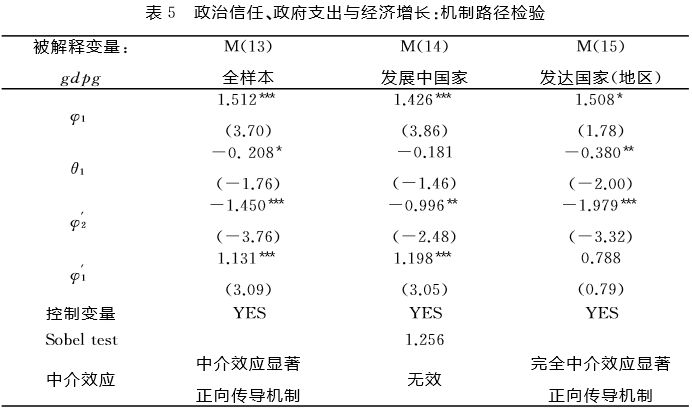 表 5 政治信任、政府支出与经济增长:机制路径检验
被解释变量: M(13) M(14) M(15)
gdpg 全样本 发展中国家 发达国家(地区)
φ₁ 1.512*** 1.426*** 1.508*
(3.70) (3.86) (1.78)
θ₁ −0.208* −0.181 −0.380**
(−1.76) (−1.46) (−2.00)
φ′₂ −1.450*** −0.996** −1.979***
(−3.76) (−2.48) (−3.32)
φ′₁ 1.131*** 1.198*** 0.788
(3.09) (3.05) (0.79)
控制变量 YES YES YES
Sobel test 1.256
中介效应 中介效应显著 无效 完全中介效应显著
正向传导机制 正向传导机制